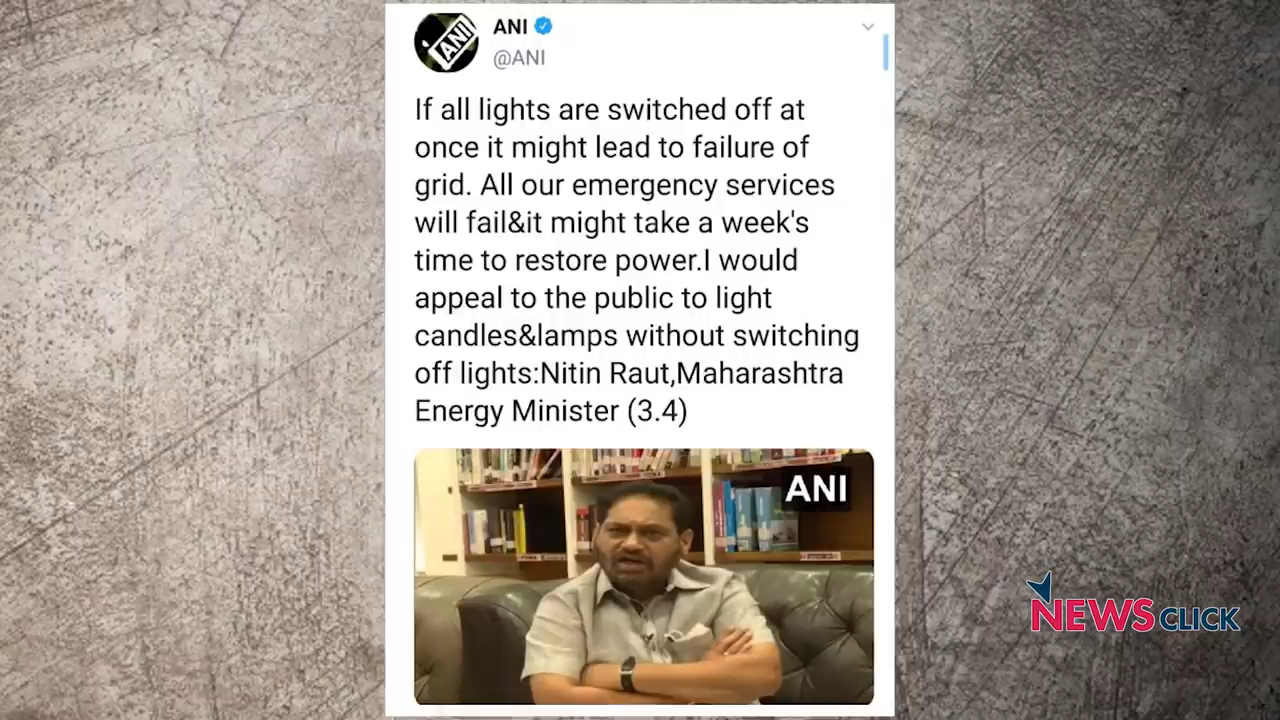 ANI
ANI
@ANI
If all lights are switched off at
once it might lead to failure of
grid. All our emergency services
will fail&it might take a week's
time to restore power.I would
appeal to the public to light
candles&lamps without switching
off lights:Nitin Raut,Maharashtra
Energy Minister (3.4)
ANI
NEWSCLICK